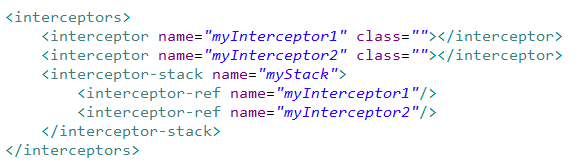 <interceptors>
    <interceptor name="myInterceptor1" class=""></interceptor>
    <interceptor name="myInterceptor2" class=""></interceptor>
    <interceptor-stack name="myStack">
        <interceptor-ref name="myInterceptor1"/>
        <interceptor-ref name="myInterceptor2"/>
    </interceptor-stack>
</interceptors>